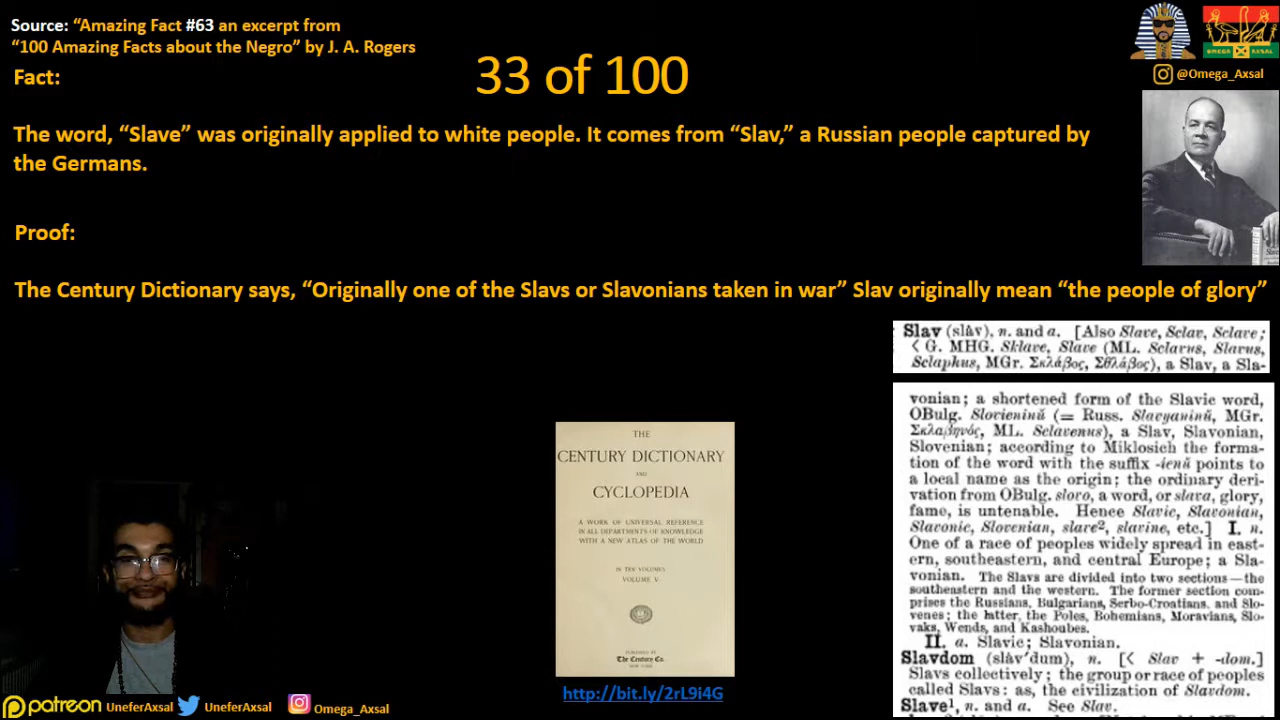 Source: “Amazing Fact #63 an excerpt from
“100 Amazing Facts about the Negro” by J. A. Rogers
Fact:
33 of 100
OMEGA AXSAL
@Omega_Axsal
The word, “Slave” was originally applied to white people. It comes from “Slav,” a Russian people captured by
the Germans.
Proof:
The Century Dictionary says, “Originally one of the Slavs or Slavonians taken in war” Slav originally mean “the people of glory”
Slav (slȧv), n. and a. [Also Slave, Sclav, Sclave;
< G. MHG. Sklave, Slave (ML. Sclavus, Slavus,
Sclaphus, MGr. Σκλάβος, Σθλάβος), a Slav, a Sla-
vonian; a shortened form of the Slavic word,
OBulg. Slovieninŭ (= Russ. Slavyaninŭ, MGr.
Σκλαβηνός, ML. Sclavenus), a Slav, Slavonian,
Slovenian; according to Miklosich the forma-
tion of the word with the suffix -ienŭ points to
a local name as the origin; the ordinary deri-
vation from OBulg. slovo, a word, or slava, glory,
fame, is untenable. Hence Slavic, Slavonian,
Slavonic, Slovenian, slave², slavine, etc.] I. n.
One of a race of peoples widely spread in east-
ern, southeastern, and central Europe; a Sla-
vonian. The Slavs are divided into two sections—the
southeastern and the western. The former section com-
prises the Russians, Bulgarians, Serbo-Croatians, and Slo-
venes; the latter, the Poles, Bohemians, Moravians, Slo-
vaks, Wends, and Kashoubes.
II. a. Slavic; Slavonian.
Slavdom (slȧv'dum), n. [< Slav + -dom.]
Slavs collectively; the group or race of peoples
called Slavs: as, the civilization of Slavdom.
Slave¹, n. and a. See Slav.
THE
CENTURY DICTIONARY
AND
CYCLOPEDIA
A WORK OF UNIVERSAL REFERENCE
IN ALL DEPARTMENTS OF KNOWLEDGE
WITH A NEW ATLAS OF THE WORLD
IN TEN VOLUMES
VOLUME V.
PUBLISHED BY
The Century Co.
NEW YORK
http://bit.ly/2rL9i4G
patreon UneferAxsal UneferAxsal Omega_Axsal